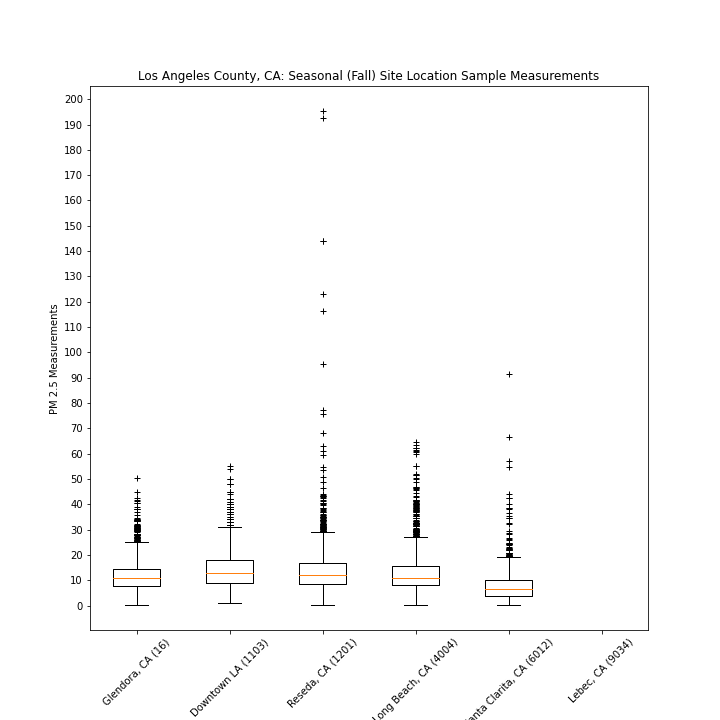 Los Angeles County, CA: Seasonal (Fall) Site Location Sample Measurements
PM 2.5 Measurements
200
190
180
170
160
150
140
130
120
110
100
90
80
70
60
50
40
30
20
10
0
Glendora, CA (16)
Downtown LA (1103)
Reseda, CA (1201)
Long Beach, CA (4004)
anta Clarita, CA (6012)
Lebec, CA (9034)